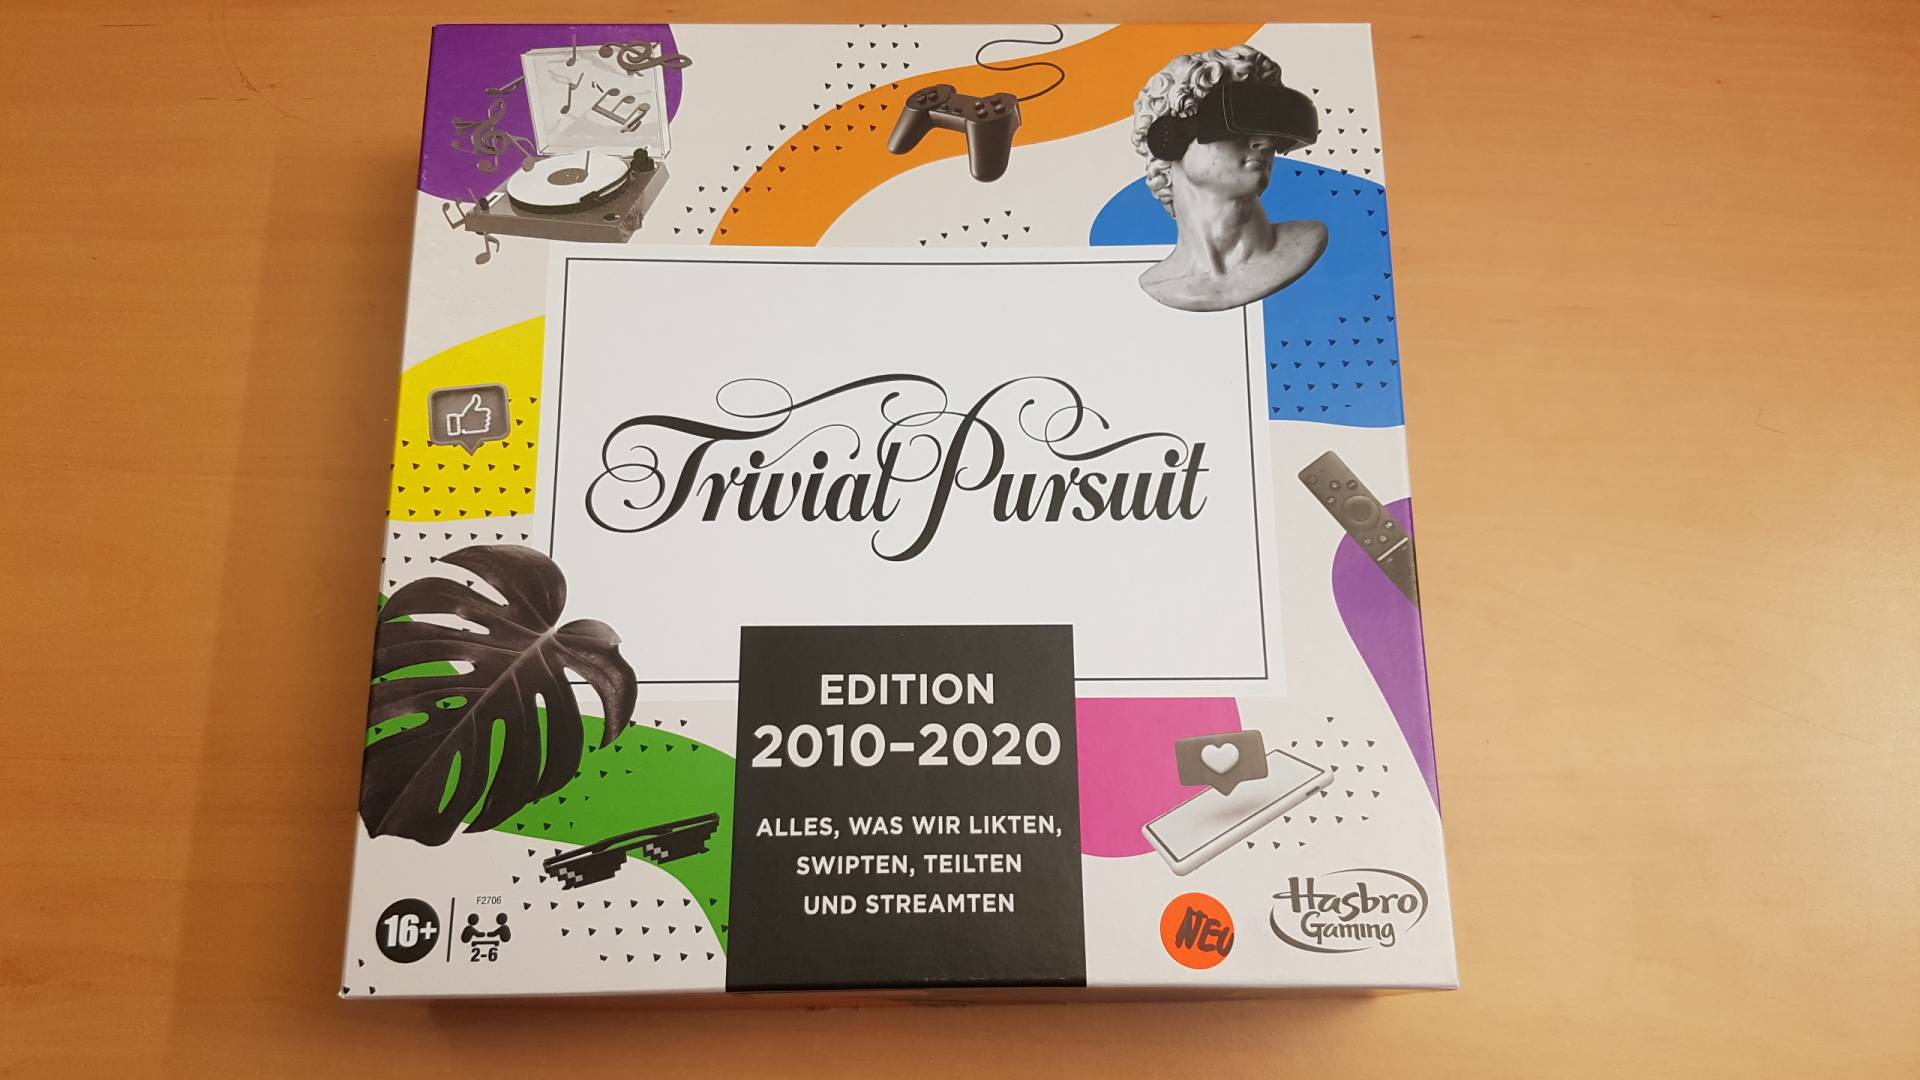 Trivial Pursuit
EDITION
2010–2020
ALLES, WAS WIR LIKTEN,
SWIPTEN, TEILTEN
UND STREAMTEN
16+
F2706
2-6
NEU
Hasbro
Gaming